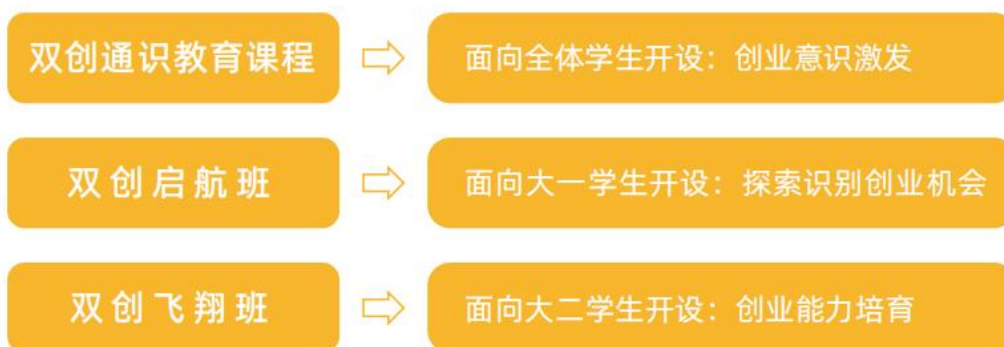 双创通识教育课程
面向全体学生开设：创业意识激发
双创启航班
面向大一学生开设：探索识别创业机会
双创飞翔班
面向大二学生开设：创业能力培育